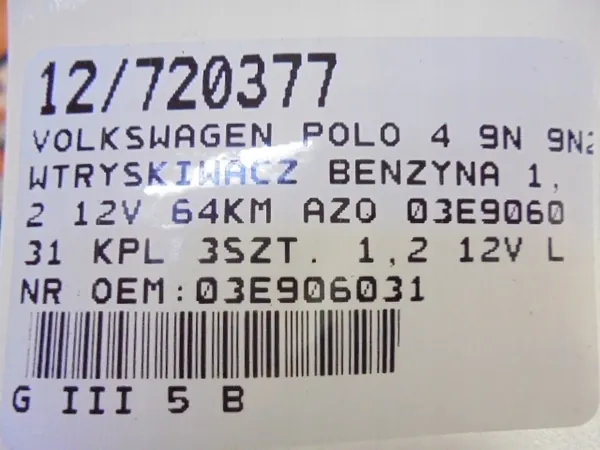 12/720377
VOLKSWAGEN POLO 4 9N 9N2
WTRYSKIWACZ BENZYNA 1,
2 12V 64KM AZQ 03E9060
31 KPL 3SZT. 1,2 12V L
NR OEM:03E906031
G III 5 B